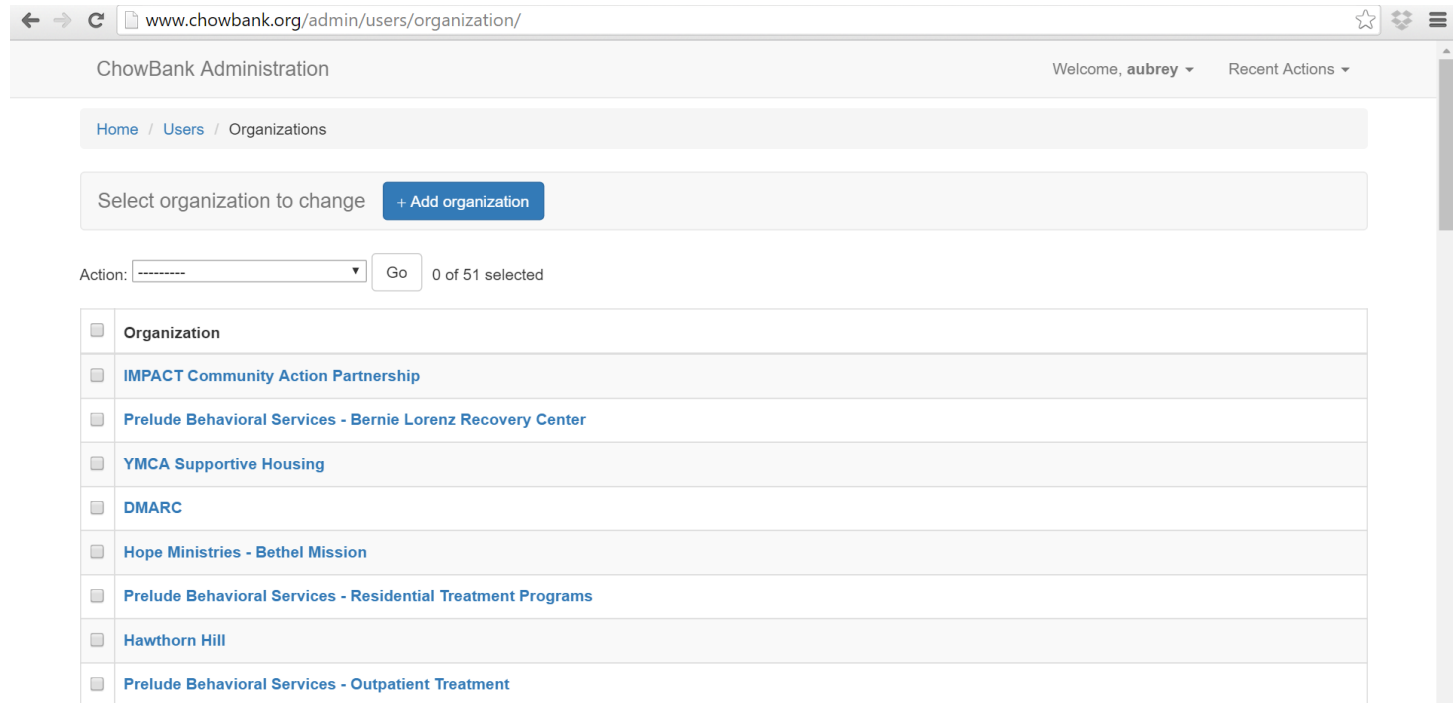 www.chowbank.org/admin/users/organization/
ChowBank Administration Welcome, aubrey Recent Actions
Home / Users / Organizations
Select organization to change + Add organization
Action: --------- Go 0 of 51 selected
Organization
IMPACT Community Action Partnership
Prelude Behavioral Services - Bernie Lorenz Recovery Center
YMCA Supportive Housing
DMARC
Hope Ministries - Bethel Mission
Prelude Behavioral Services - Residential Treatment Programs
Hawthorn Hill
Prelude Behavioral Services - Outpatient Treatment